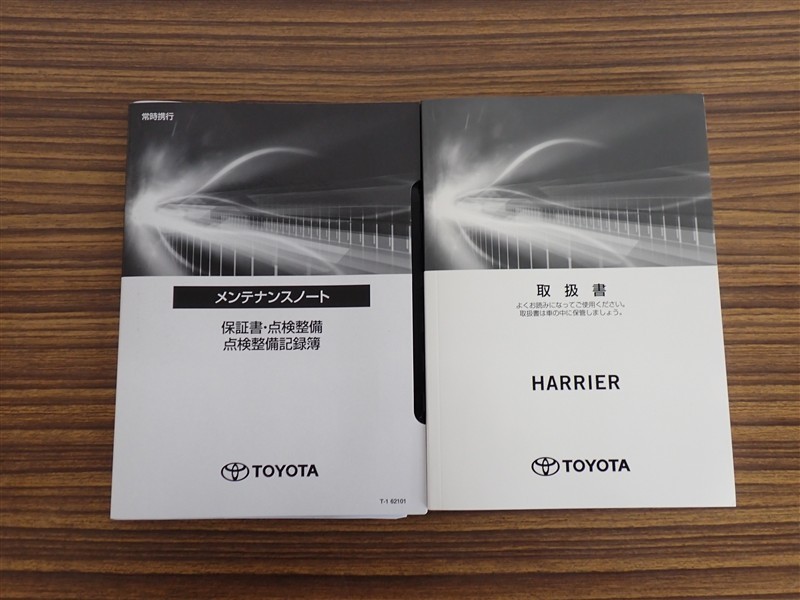 常時携行
メンテナンスノート
保証書・点検整備
点検整備記録簿
TOYOTA
T-1 62101
取扱書
よくお読みになってご使用ください。
取扱書は車の中に保管しましょう。
HARRIER
TOYOTA